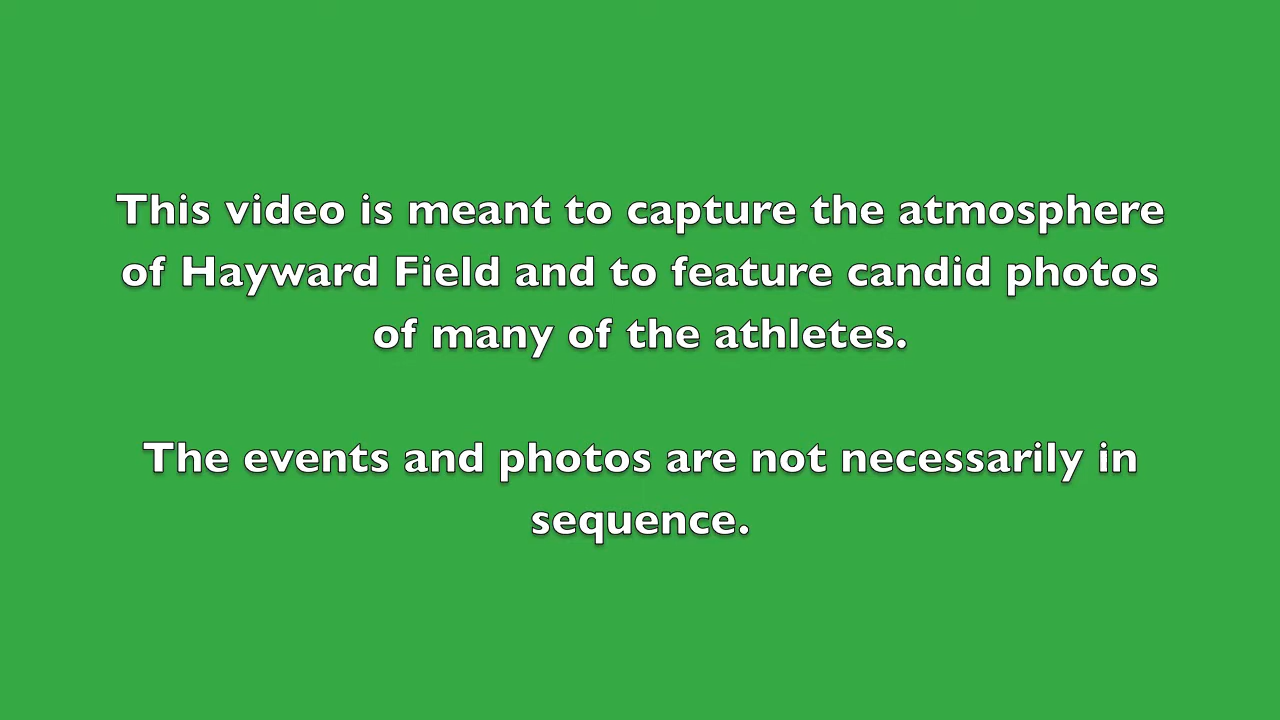 This video is meant to capture the atmosphere
of Hayward Field and to feature candid photos
of many of the athletes.
The events and photos are not necessarily in
sequence.